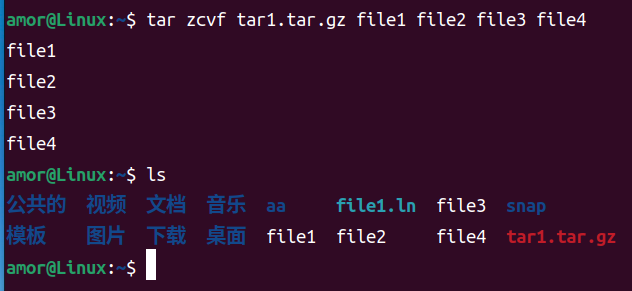 amor@Linux:~$ tar zcvf tar1.tar.gz file1 file2 file3 file4
file1
file2
file3
file4
amor@Linux:~$ ls
公共的 视频 文档 音乐 aa file1.ln file3 snap
模板 图片 下载 桌面 file1 file2 file4 tar1.tar.gz
amor@Linux:~$